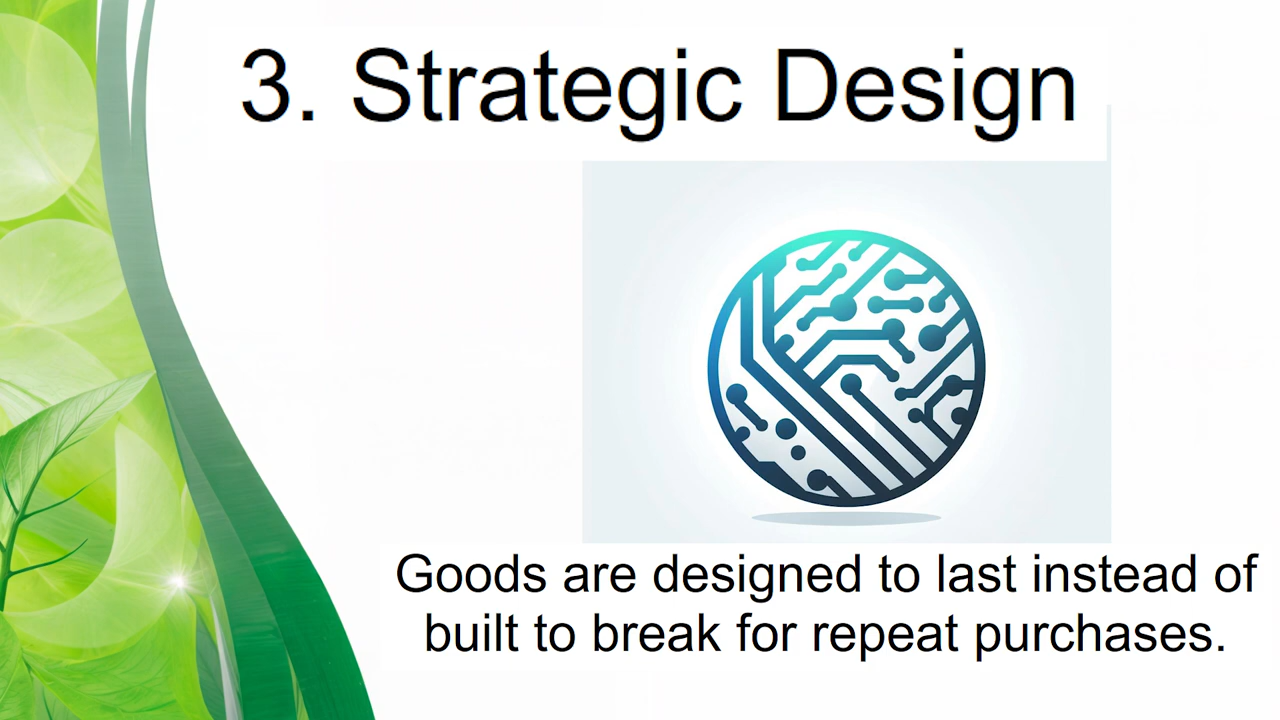 3. Strategic Design
Goods are designed to last instead of
built to break for repeat purchases.